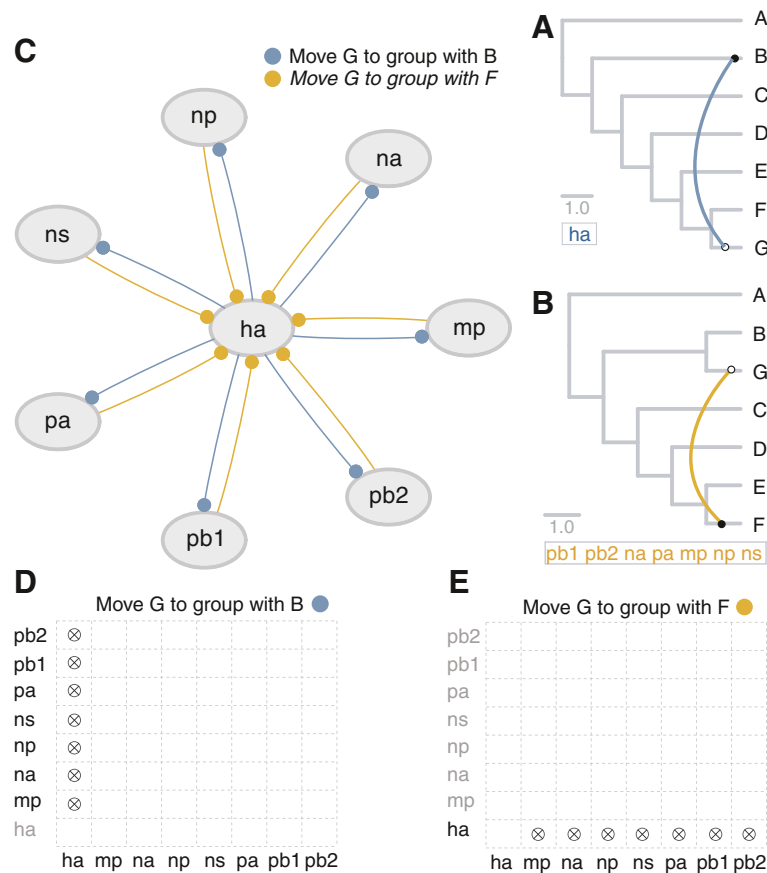 C
Move G to group with B
Move G to group with F
np
na
ns
ha
mp
pa
pb2
pb1
A
A
B
C
D
E
F
G
1.0
ha
B
A
B
G
C
D
E
F
1.0
pb1 pb2 na pa mp np ns
D
Move G to group with B
pb2
pb1
pa
ns
np
na
mp
ha
ha mp na np ns pa pb1 pb2
E
Move G to group with F
pb2
pb1
pa
ns
np
na
mp
ha
ha mp na np ns pa pb1 pb2